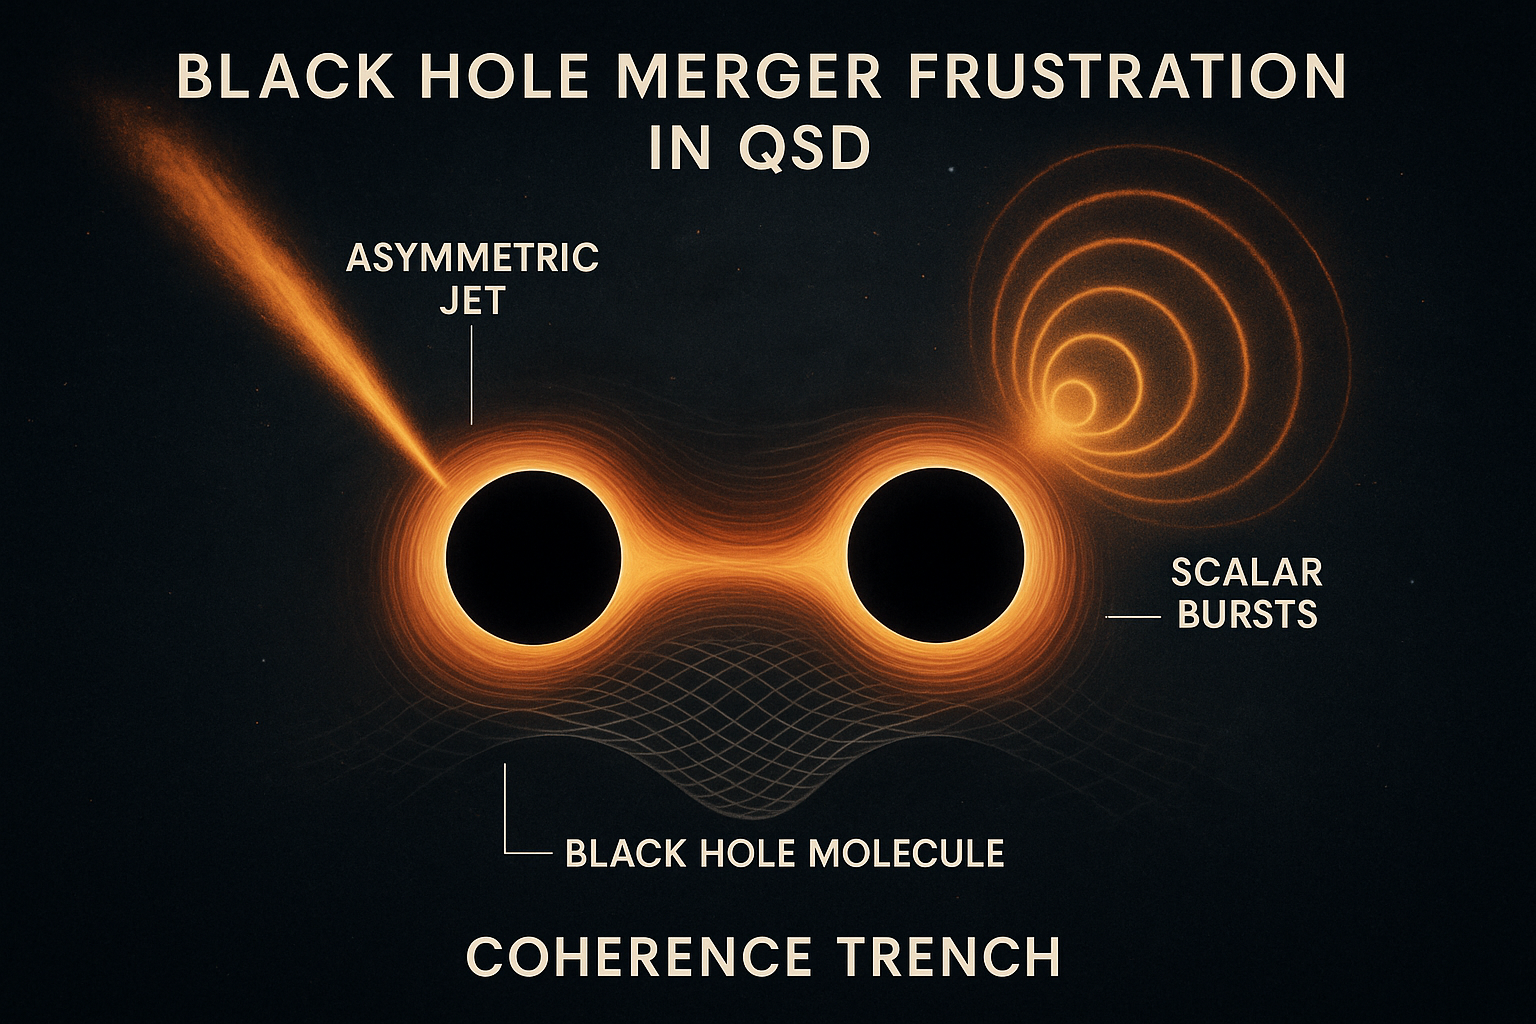 BLACK HOLE MERGER FRUSTRATION
IN QSD
ASYMMETRIC
JET
SCALAR
BURSTS
BLACK HOLE MOLECULE
COHERENCE TRENCH